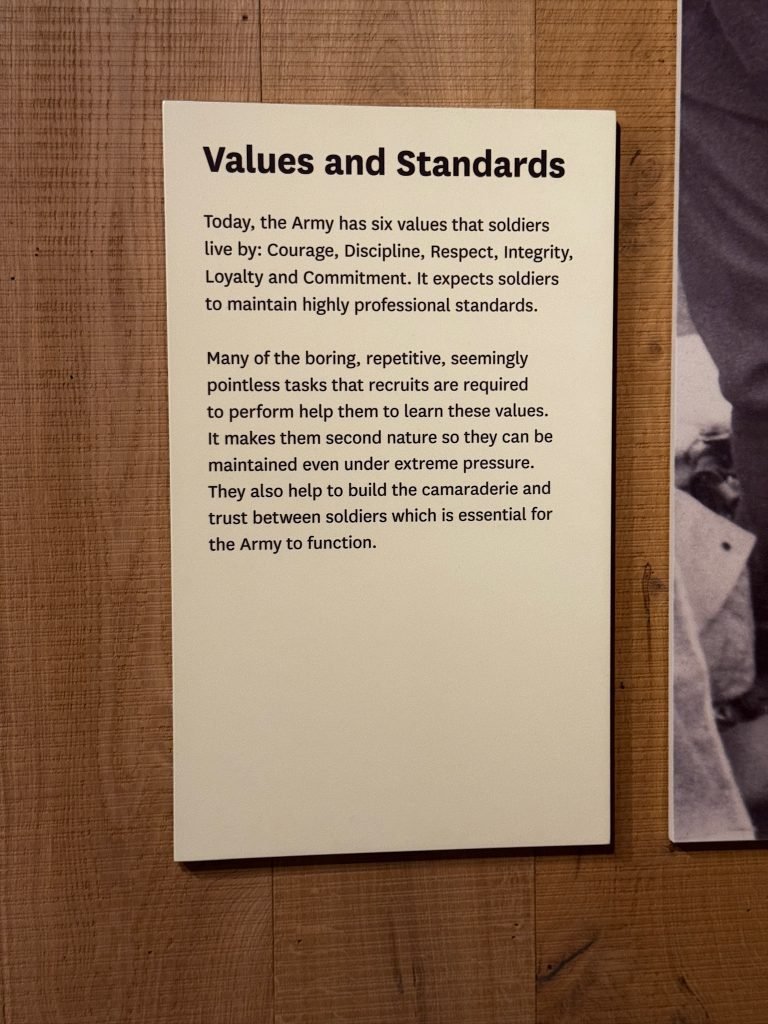 Values and Standards
Today, the Army has six values that soldiers
live by: Courage, Discipline, Respect, Integrity,
Loyalty and Commitment. It expects soldiers
to maintain highly professional standards.
Many of the boring, repetitive, seemingly
pointless tasks that recruits are required
to perform help them to learn these values.
It makes them second nature so they can be
maintained even under extreme pressure.
They also help to build the camaraderie and
trust between soldiers which is essential for
the Army to function.